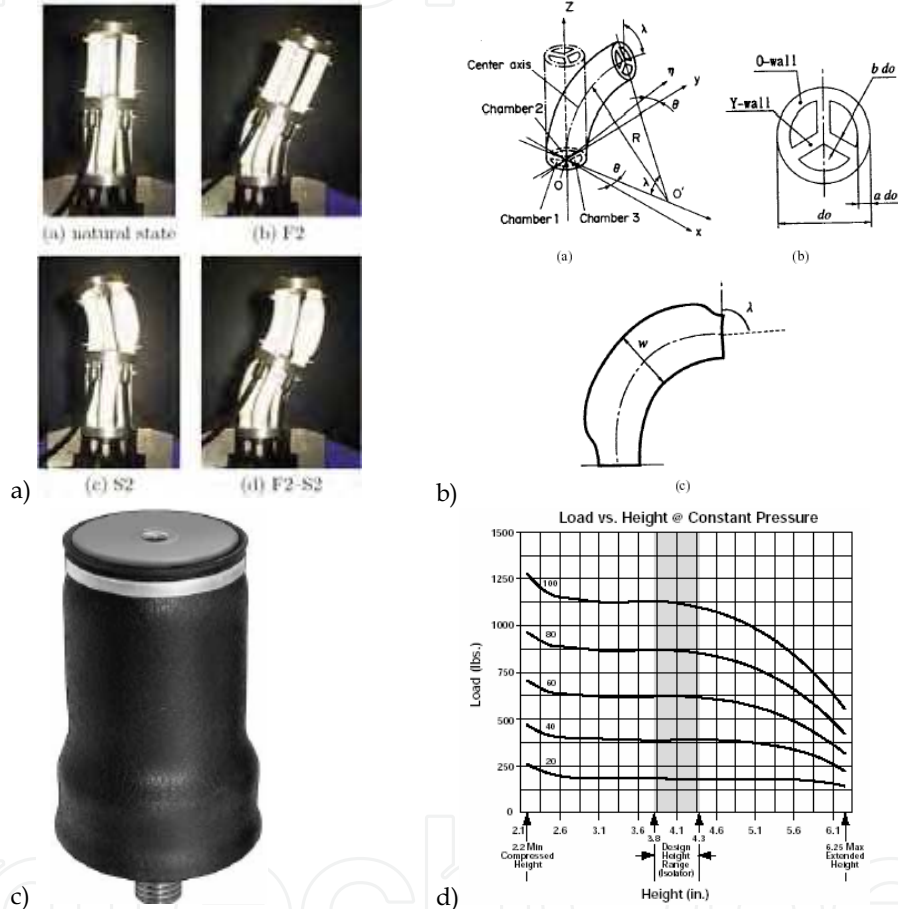 (a) natural state
(b) F2
(c) S2
(d) F2-S2
a)
Z
λ
Center axis
η
y
θ
Chamber 2
R
θ
λ
O
O'
Chamber 1
Chamber 3
x
(a)
O-wall
b do
Y-wall
a do
do
(b)
w
λ
(c)
b)
c)
Load vs. Height @ Constant Pressure
1500
1250
1000
750
500
250
0
Load (lbs.)
100
80
60
40
20
2.1
2.6
3.1
3.6
3.8
4.1
4.3
4.6
5.1
5.6
6.1
2.2 Min
Compressed
Height
Design
Height
Range
(Isolator)
6.25 Max
Extended
Height
Height (in.)
d)